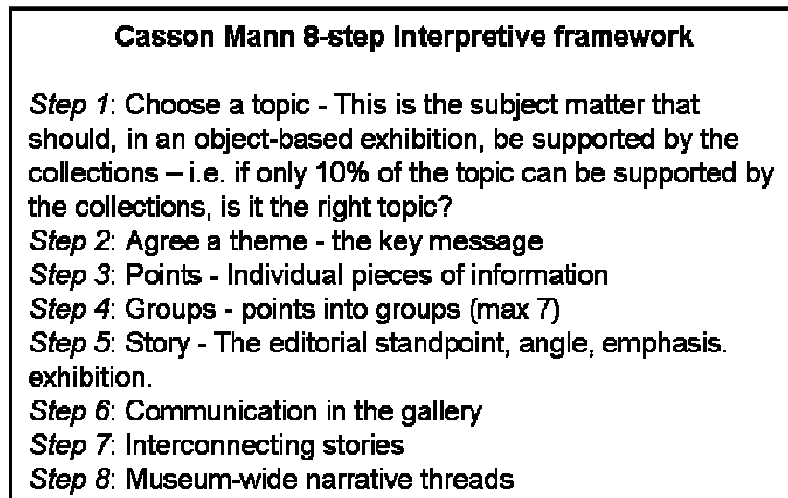 Casson Mann 8-step Interpretive framework
Step 1: Choose a topic - This is the subject matter that
should, in an object-based exhibition, be supported by the
collections – i.e. if only 10% of the topic can be supported by
the collections, is it the right topic?
Step 2: Agree a theme - the key message
Step 3: Points - Individual pieces of information
Step 4: Groups - points into groups (max 7)
Step 5: Story - The editorial standpoint, angle, emphasis.
exhibition.
Step 6: Communication in the gallery
Step 7: Interconnecting stories
Step 8: Museum-wide narrative threads